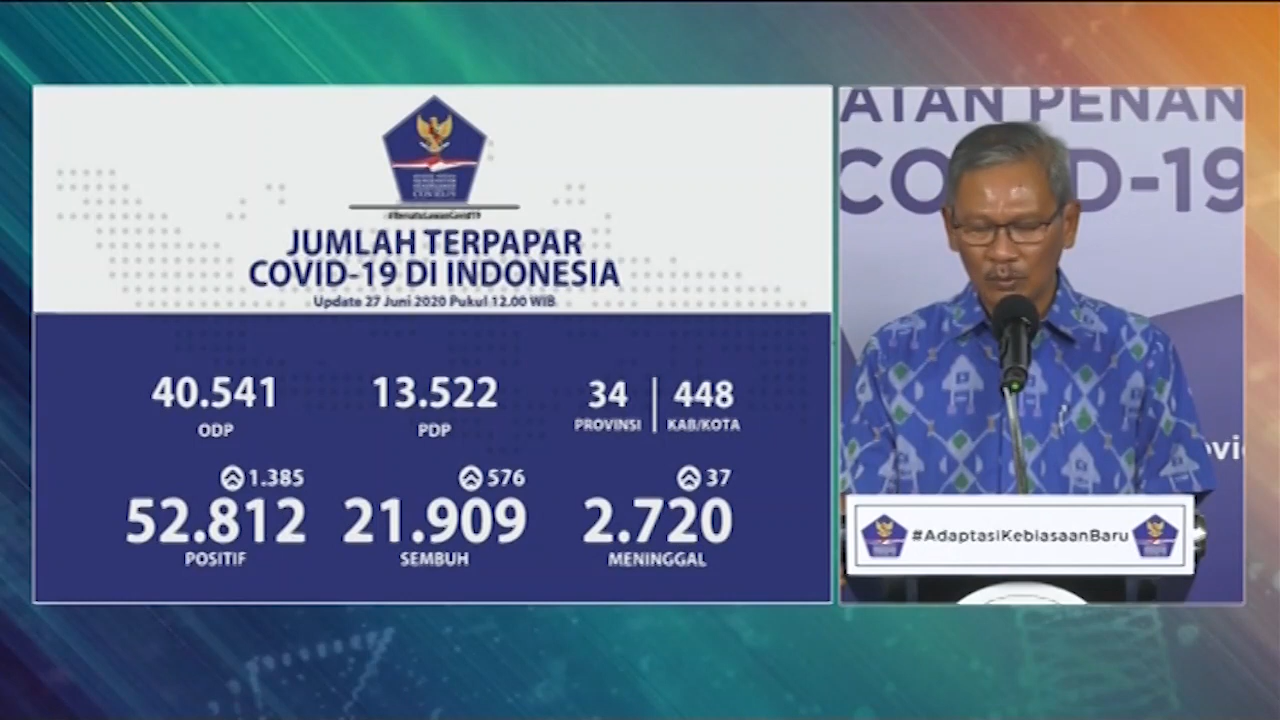 #BersatuLawanCovid19
JUMLAH TERPAPAR
COVID-19 DI INDONESIA
Update 27 Juni 2020 Pukul 12.00 WIB
40.541
ODP
13.522
PDP
34
PROVINSI
448
KAB/KOTA
1.385
52.812
POSITIF
576
21.909
SEMBUH
37
2.720
MENINGGAL
ATAN PENAN
COVID-19
#AdaptasiKebiasaanBaru